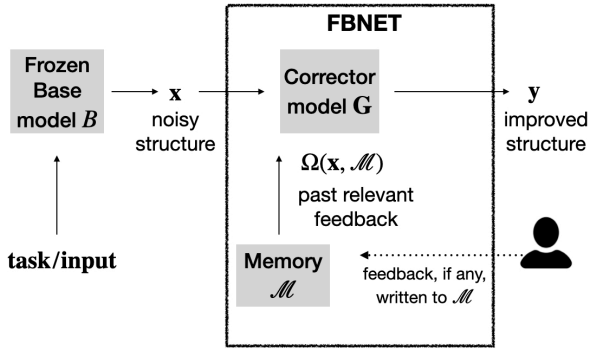 FBNET
Frozen
Base
model B
x
noisy
structure
Corrector
model G
y
improved
structure
Ω(x, ℳ)
past relevant
feedback
task/input
Memory
ℳ
feedback, if any,
written to ℳ